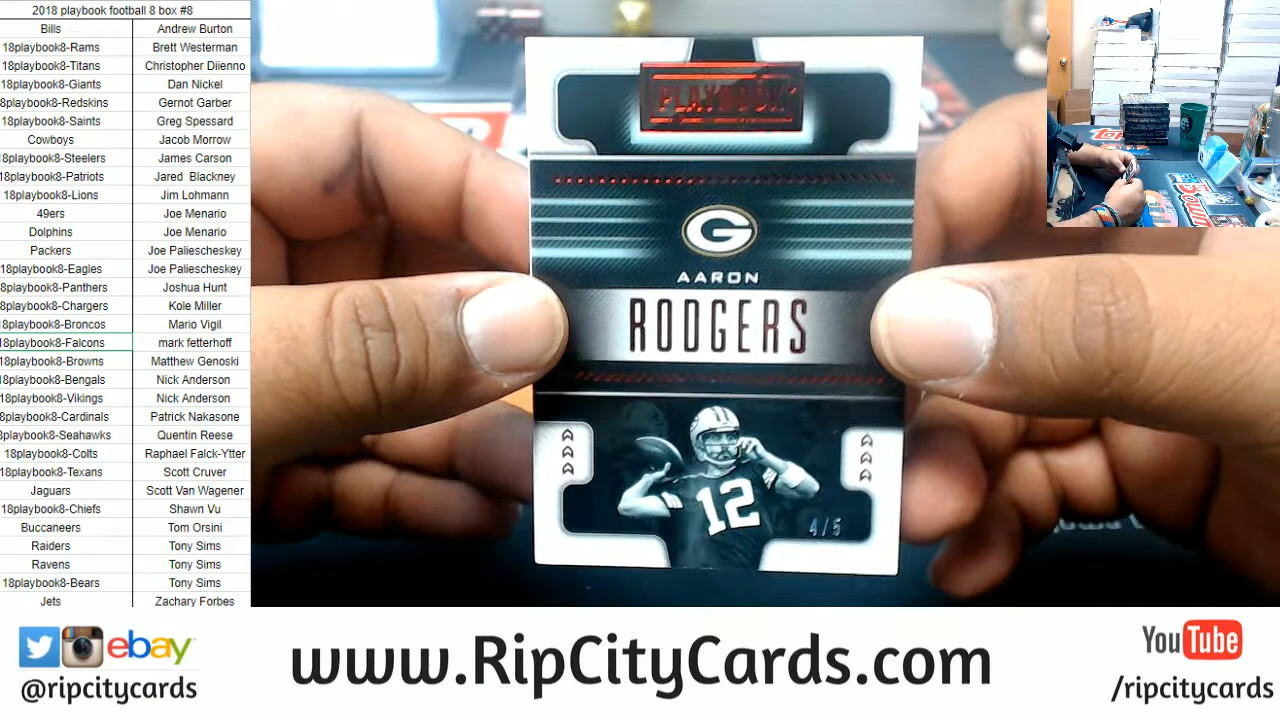 2018 playbook football 8 box #8
Bills Andrew Burton
18playbook8-Rams Brett Westerman
18playbook8-Titans Christopher Diienno
18playbook8-Giants Dan Nickel
8playbook8-Redskins Gernot Garber
18playbook8-Saints Greg Spessard
Cowboys Jacob Morrow
18playbook8-Steelers James Carson
18playbook8-Patriots Jared Blackney
18playbook8-Lions Jim Lohmann
49ers Joe Menario
Dolphins Joe Menario
Packers Joe Paliescheskey
18playbook8-Eagles Joe Paliescheskey
8playbook8-Panthers Joshua Hunt
8playbook8-Chargers Kole Miller
18playbook8-Broncos Mario Vigil
18playbook8-Falcons mark fetterhoff
18playbook8-Browns Matthew Genoski
18playbook8-Bengals Nick Anderson
18playbook8-Vikings Nick Anderson
8playbook8-Cardinals Patrick Nakasone
8playbook8-Seahawks Quentin Reese
18playbook8-Colts Raphael Falck-Ytter
18playbook8-Texans Scott Cruver
Jaguars Scott Van Wagener
18playbook8-Chiefs Shawn Vu
Buccaneers Tom Orsini
Raiders Tony Sims
Ravens Tony Sims
18playbook8-Bears Tony Sims
Jets Zachary Forbes
PLAYBOOK
G
AARON
RODGERS
12
4/5
ebay
@ripcitycards
www.RipCityCards.com
YouTube
/ripcitycards